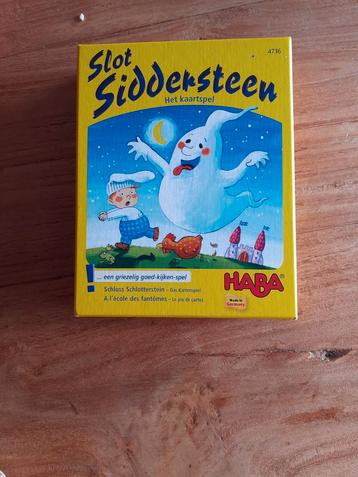 4736
Slot
Siddersteen
Het kaartspel
! ... een griezelig goed-kijken-spel
Schloss Schlotterstein - Das Kartenspiel
A l'école des fantômes - Le jeu de cartes
HABA®
Made in
Germany